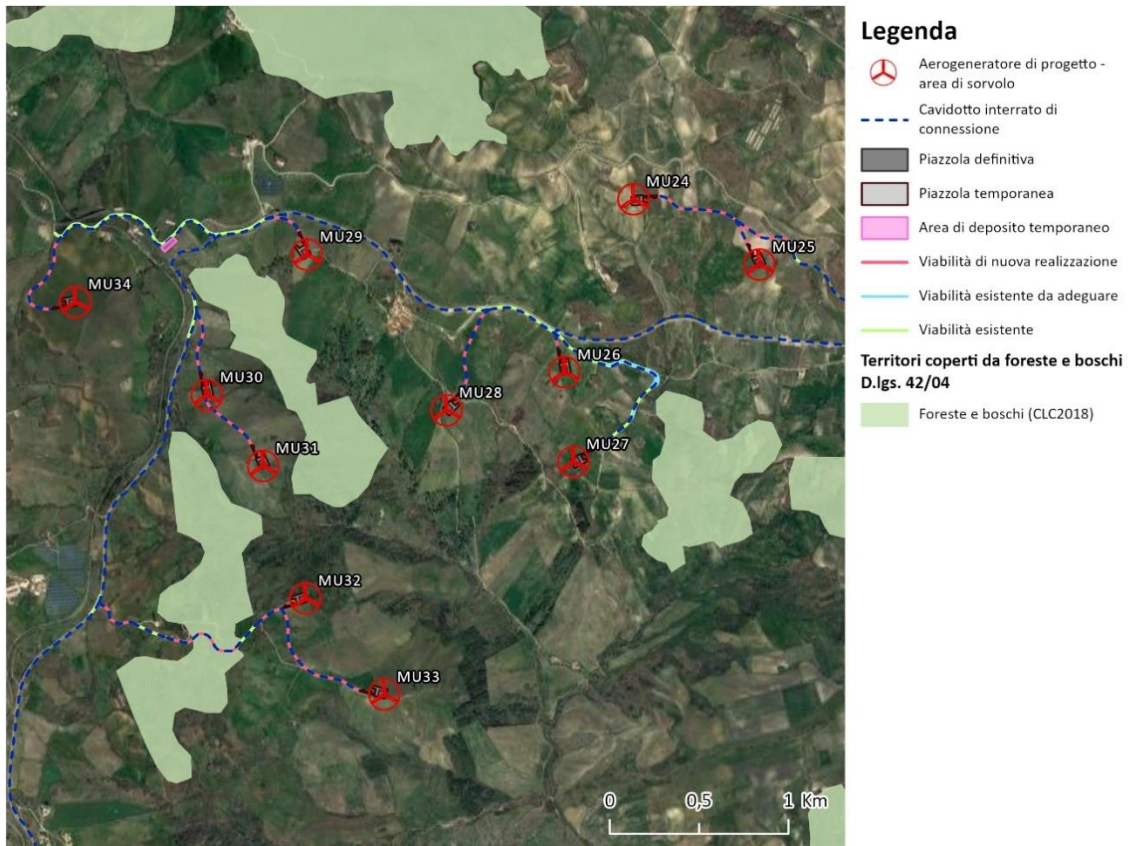 MU24
MU25
MU29
MU34
MU26
MU28
MU30
MU27
MU31
MU32
MU33
0 0,5 1 Km
Legenda
Aerogeneratore di progetto -
area di sorvolo
Cavidotto interrato di
connessione
Piazzola definitiva
Piazzola temporanea
Area di deposito temporaneo
Viabilità di nuova realizzazione
Viabilità esistente da adeguare
Viabilità esistente
Territori coperti da foreste e boschi
D.lgs. 42/04
Foreste e boschi (CLC2018)